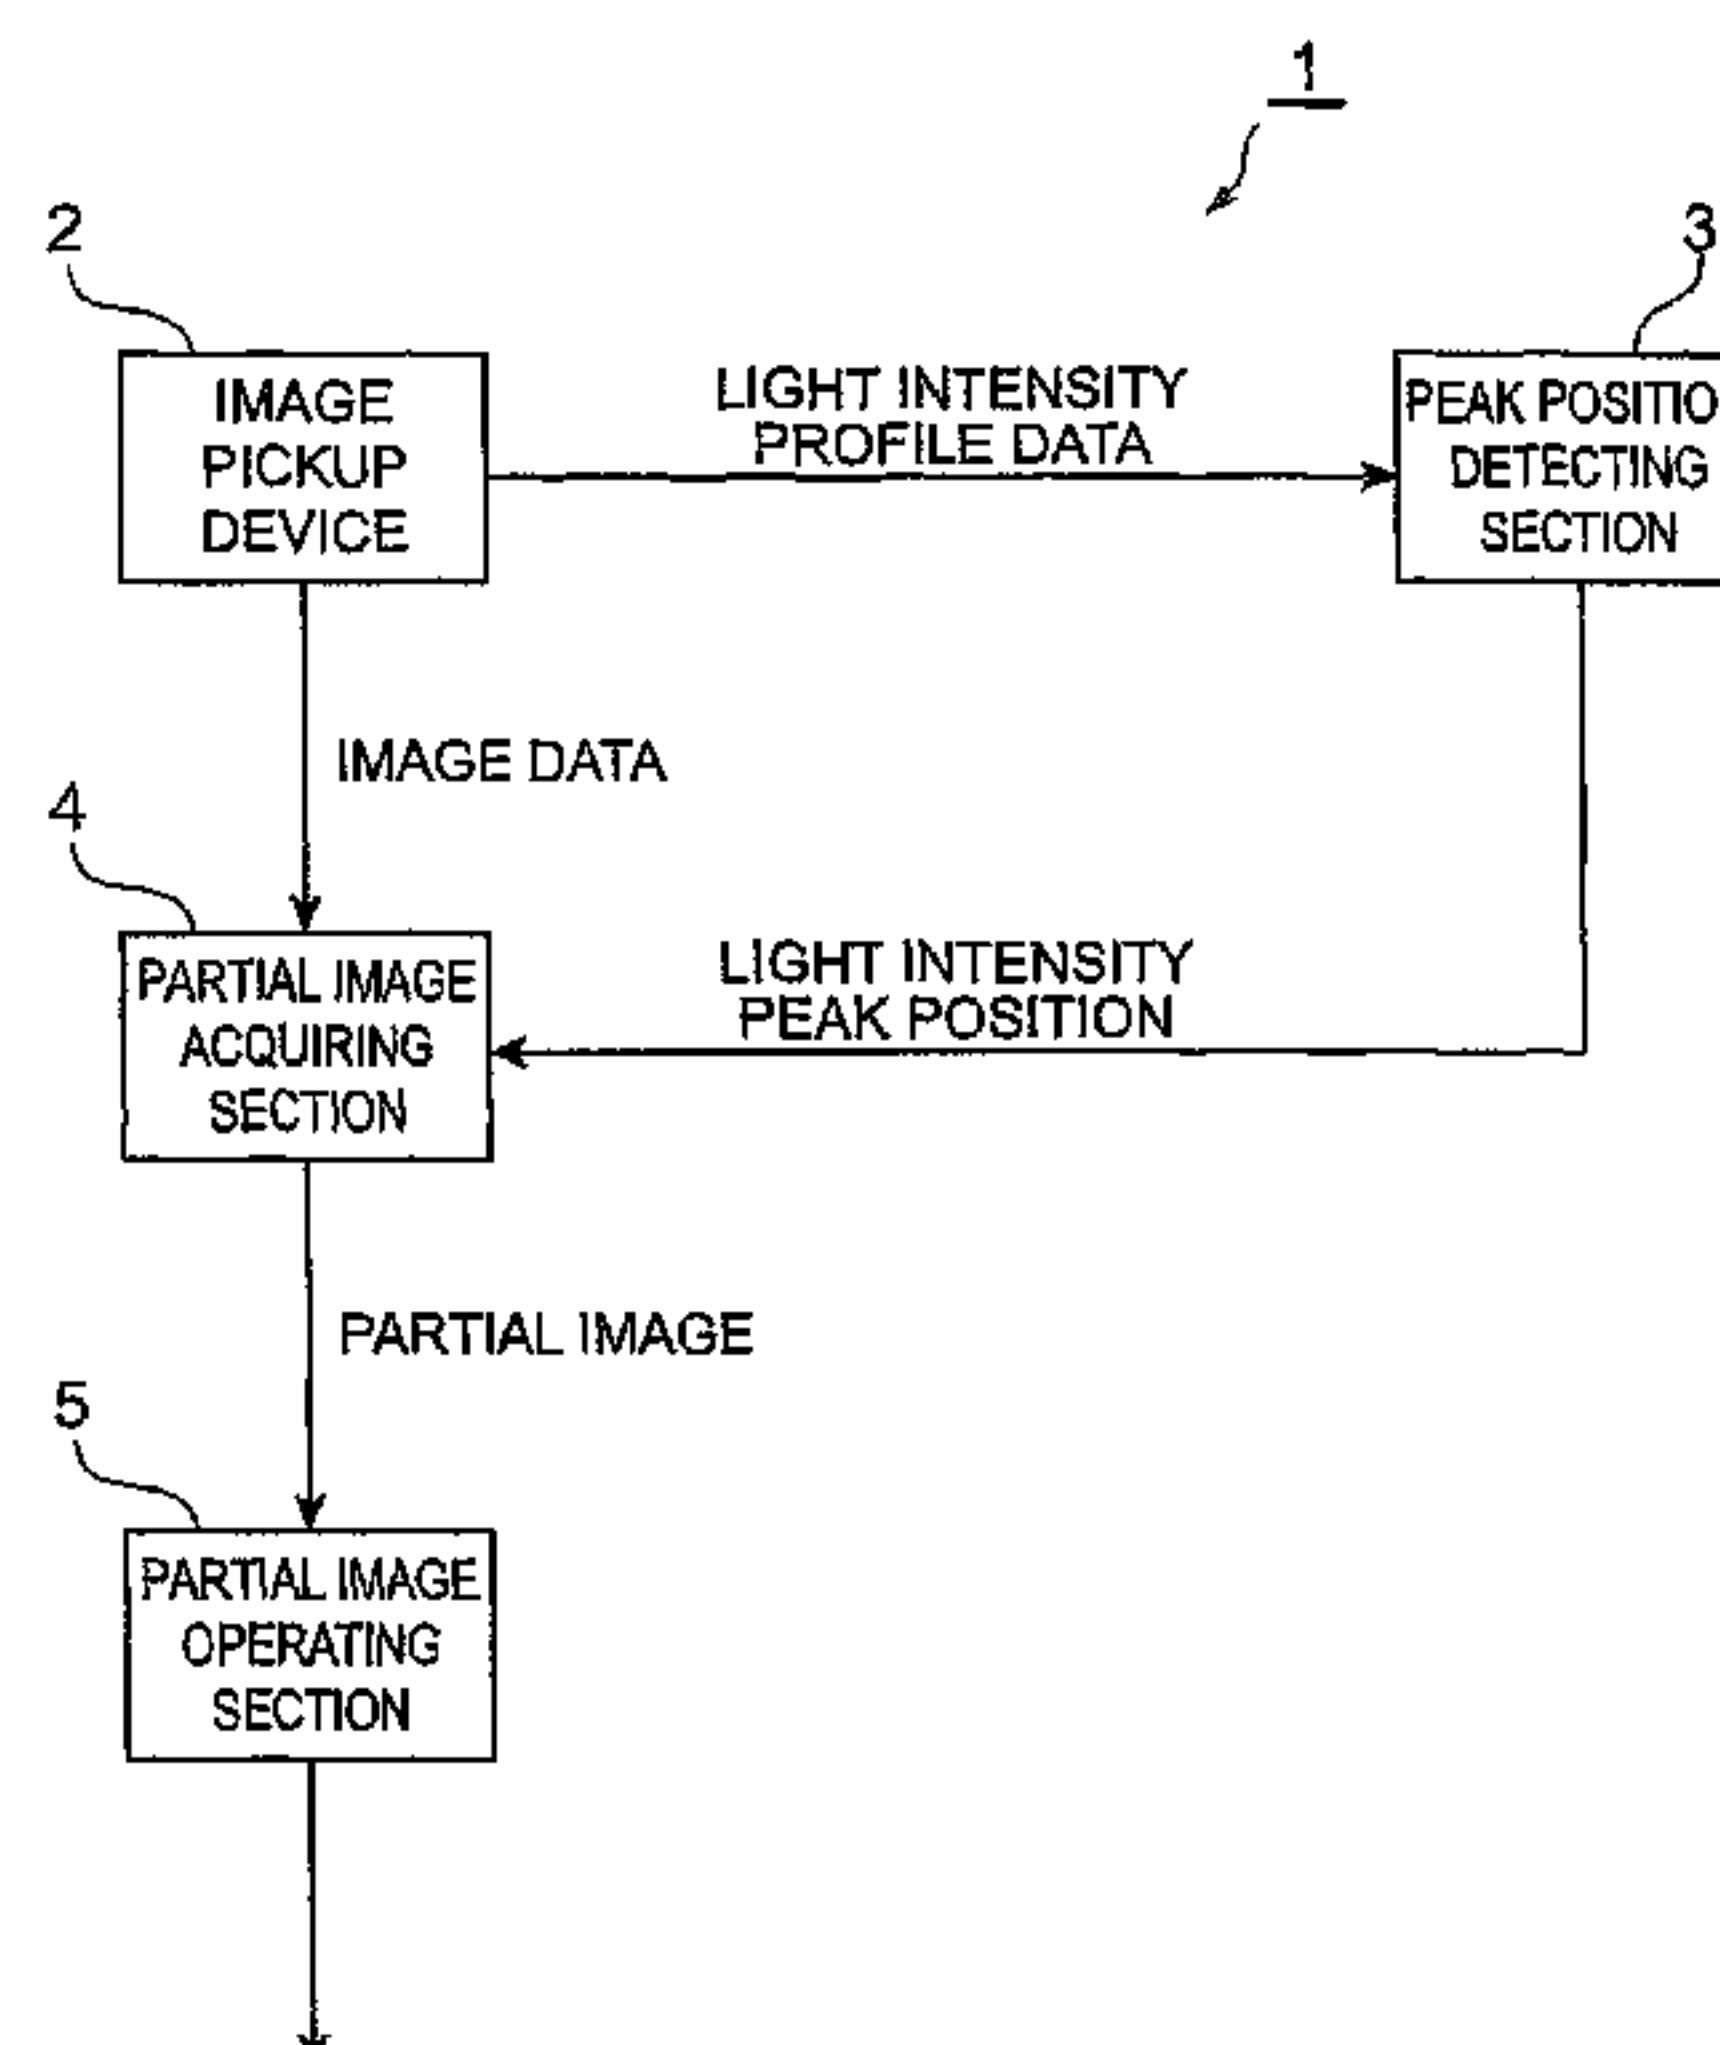 1
2
3
IMAGE
PICKUP
DEVICE
LIGHT INTENSITY
PROFILE DATA
PEAK POSITIO
DETECTING
SECTION
IMAGE DATA
4
PARTIAL IMAGE
ACQUIRING
SECTION
LIGHT INTENSITY
PEAK POSITION
PARTIAL IMAGE
5
PARTIAL IMAGE
OPERATING
SECTION